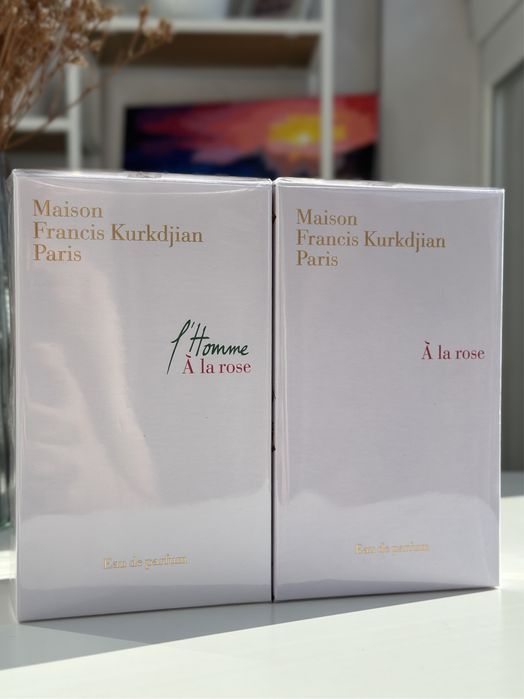 Maison
Francis Kurkdjian
Paris
l'Homme
À la rose
Eau de parfum
Maison
Francis Kurkdjian
Paris
À la rose
Eau de parfum